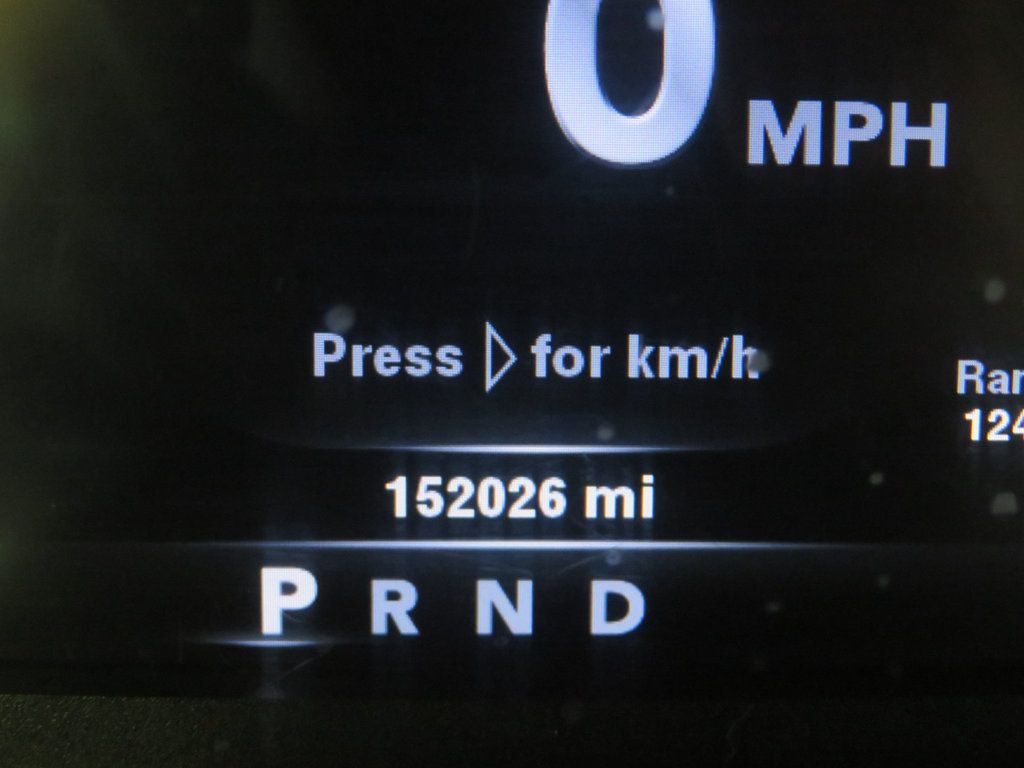 0 MPH
Press ▷ for km/h
152026 mi
P R N D